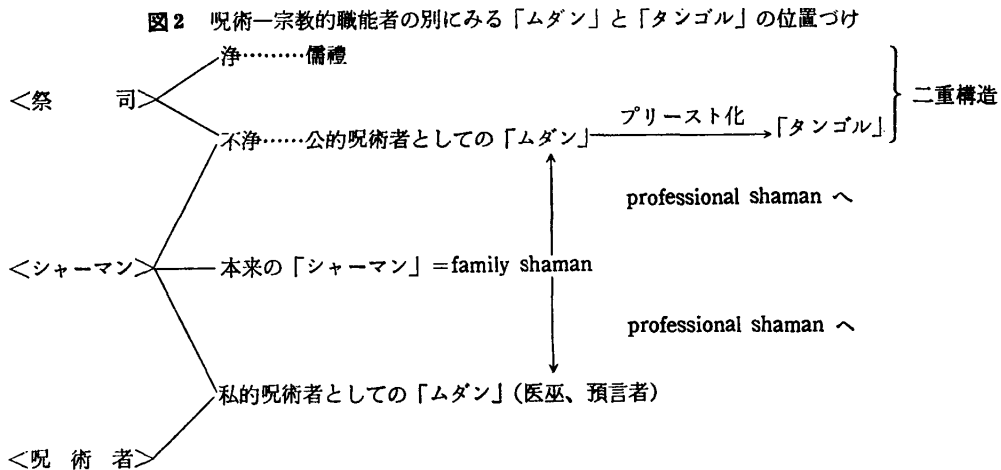 図2 呪術―宗教的職能者の別にみる「ムダン」と「タンゴル」の位置づけ
浄………儒禮
<祭 司>
二重構造
不浄……公的呪術者としての「ムダン」
プリースト化
「タンゴル」
professional shaman へ
<シャーマン>
本来の「シャーマン」=family shaman
professional shaman へ
私的呪術者としての「ムダン」(医巫、預言者)
<呪 術 者>